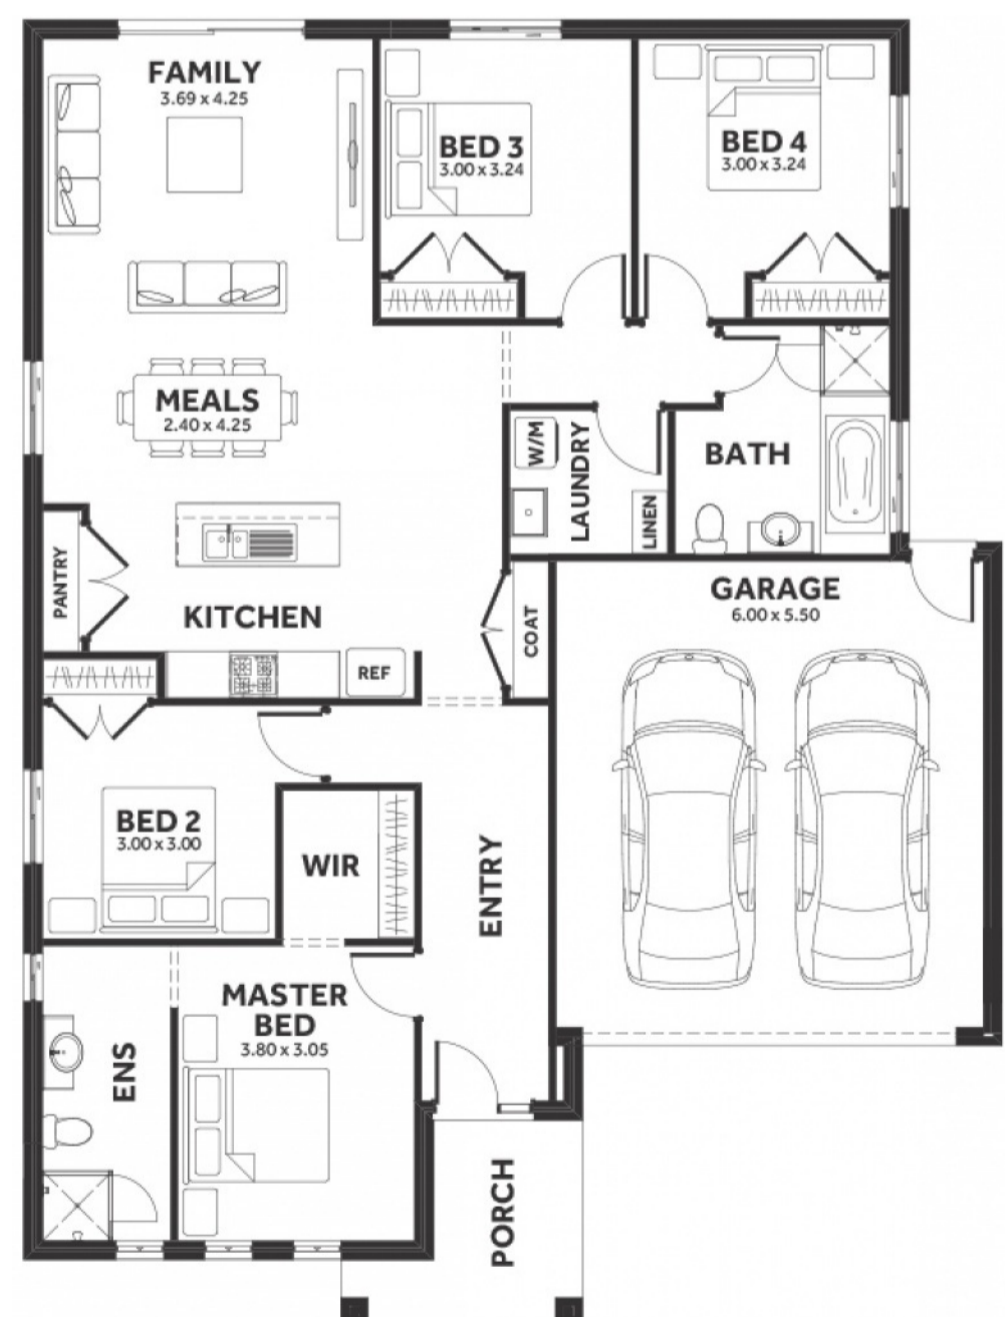 FAMILY
3.69 x 4.25
BED 3
3.00 x 3.24
BED 4
3.00 x 3.24
MEALS
2.40 x 4.25
W/M
LAUNDRY
LINEN
BATH
PANTRY
KITCHEN
COAT
REF
GARAGE
6.00 x 5.50
BED 2
3.00 x 3.00
WIR
ENTRY
MASTER
BED
3.80 x 3.05
ENS
PORCH